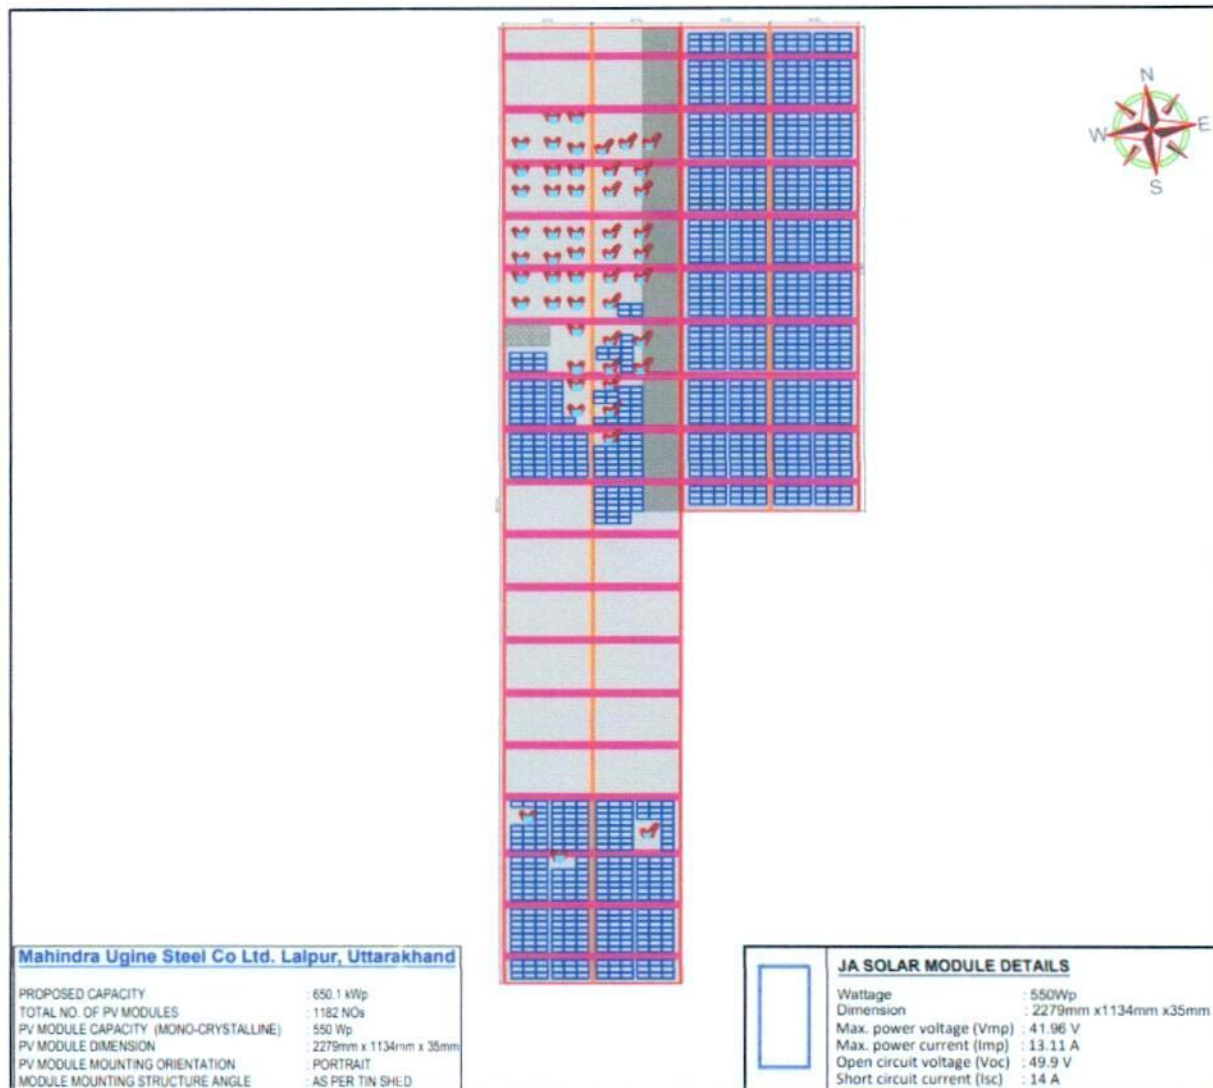 N
W E
S
Mahindra Ugine Steel Co Ltd. Lalpur, Uttarakhand
PROPOSED CAPACITY : 650.1 kWp
TOTAL NO. OF PV MODULES : 1182 NOs
PV MODULE CAPACITY (MONO-CRYSTALLINE) : 550 Wp
PV MODULE DIMENSION : 2279mm x 1134mm x 35mm
PV MODULE MOUNTING ORIENTATION : PORTRAIT
MODULE MOUNTING STRUCTURE ANGLE : AS PER TIN SHED
JA SOLAR MODULE DETAILS
Wattage : 550Wp
Dimension : 2279mm x1134mm x35mm
Max. power voltage (Vmp) : 41.96 V
Max. power current (Imp) : 13.11 A
Open circuit voltage (Voc) : 49.9 V
Short circuit current (Isc) : 14 A